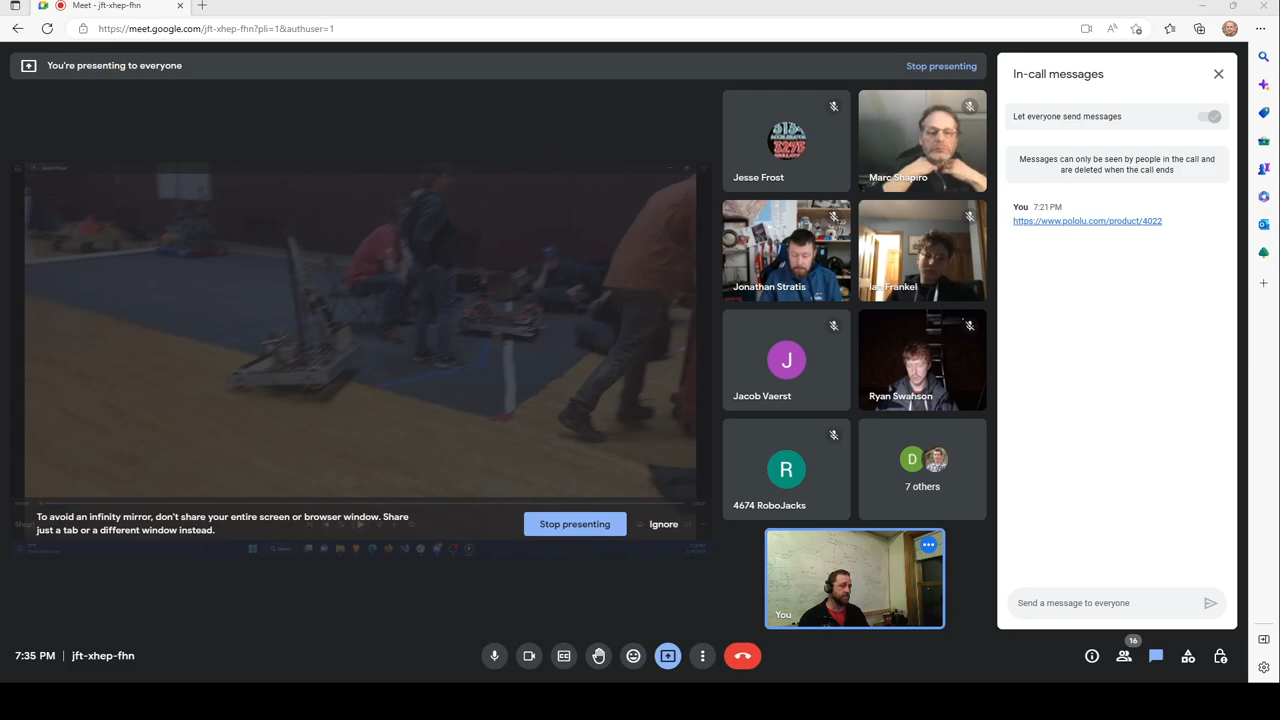 Meet - jft-xhep-fhn
https://meet.google.com/jft-xhep-fhn?pli=1&authuser=1
You're presenting to everyone
Stop presenting
In-call messages
Let everyone send messages
Messages can only be seen by people in the call and
are deleted when the call ends
You 7:21 PM
https://www.pololu.com/product/4022
Jesse Frost
Marc Shapiro
Jonathan Stratis
Ian Frankel
J
Jacob Vaerst
Ryan Swanson
R
4674 RoboJacks
D
7 others
To avoid an infinity mirror, don't share your entire screen or browser window. Share
just a tab or a different window instead.
Stop presenting
Ignore
You
Send a message to everyone
7:35 PM | jft-xhep-fhn
16